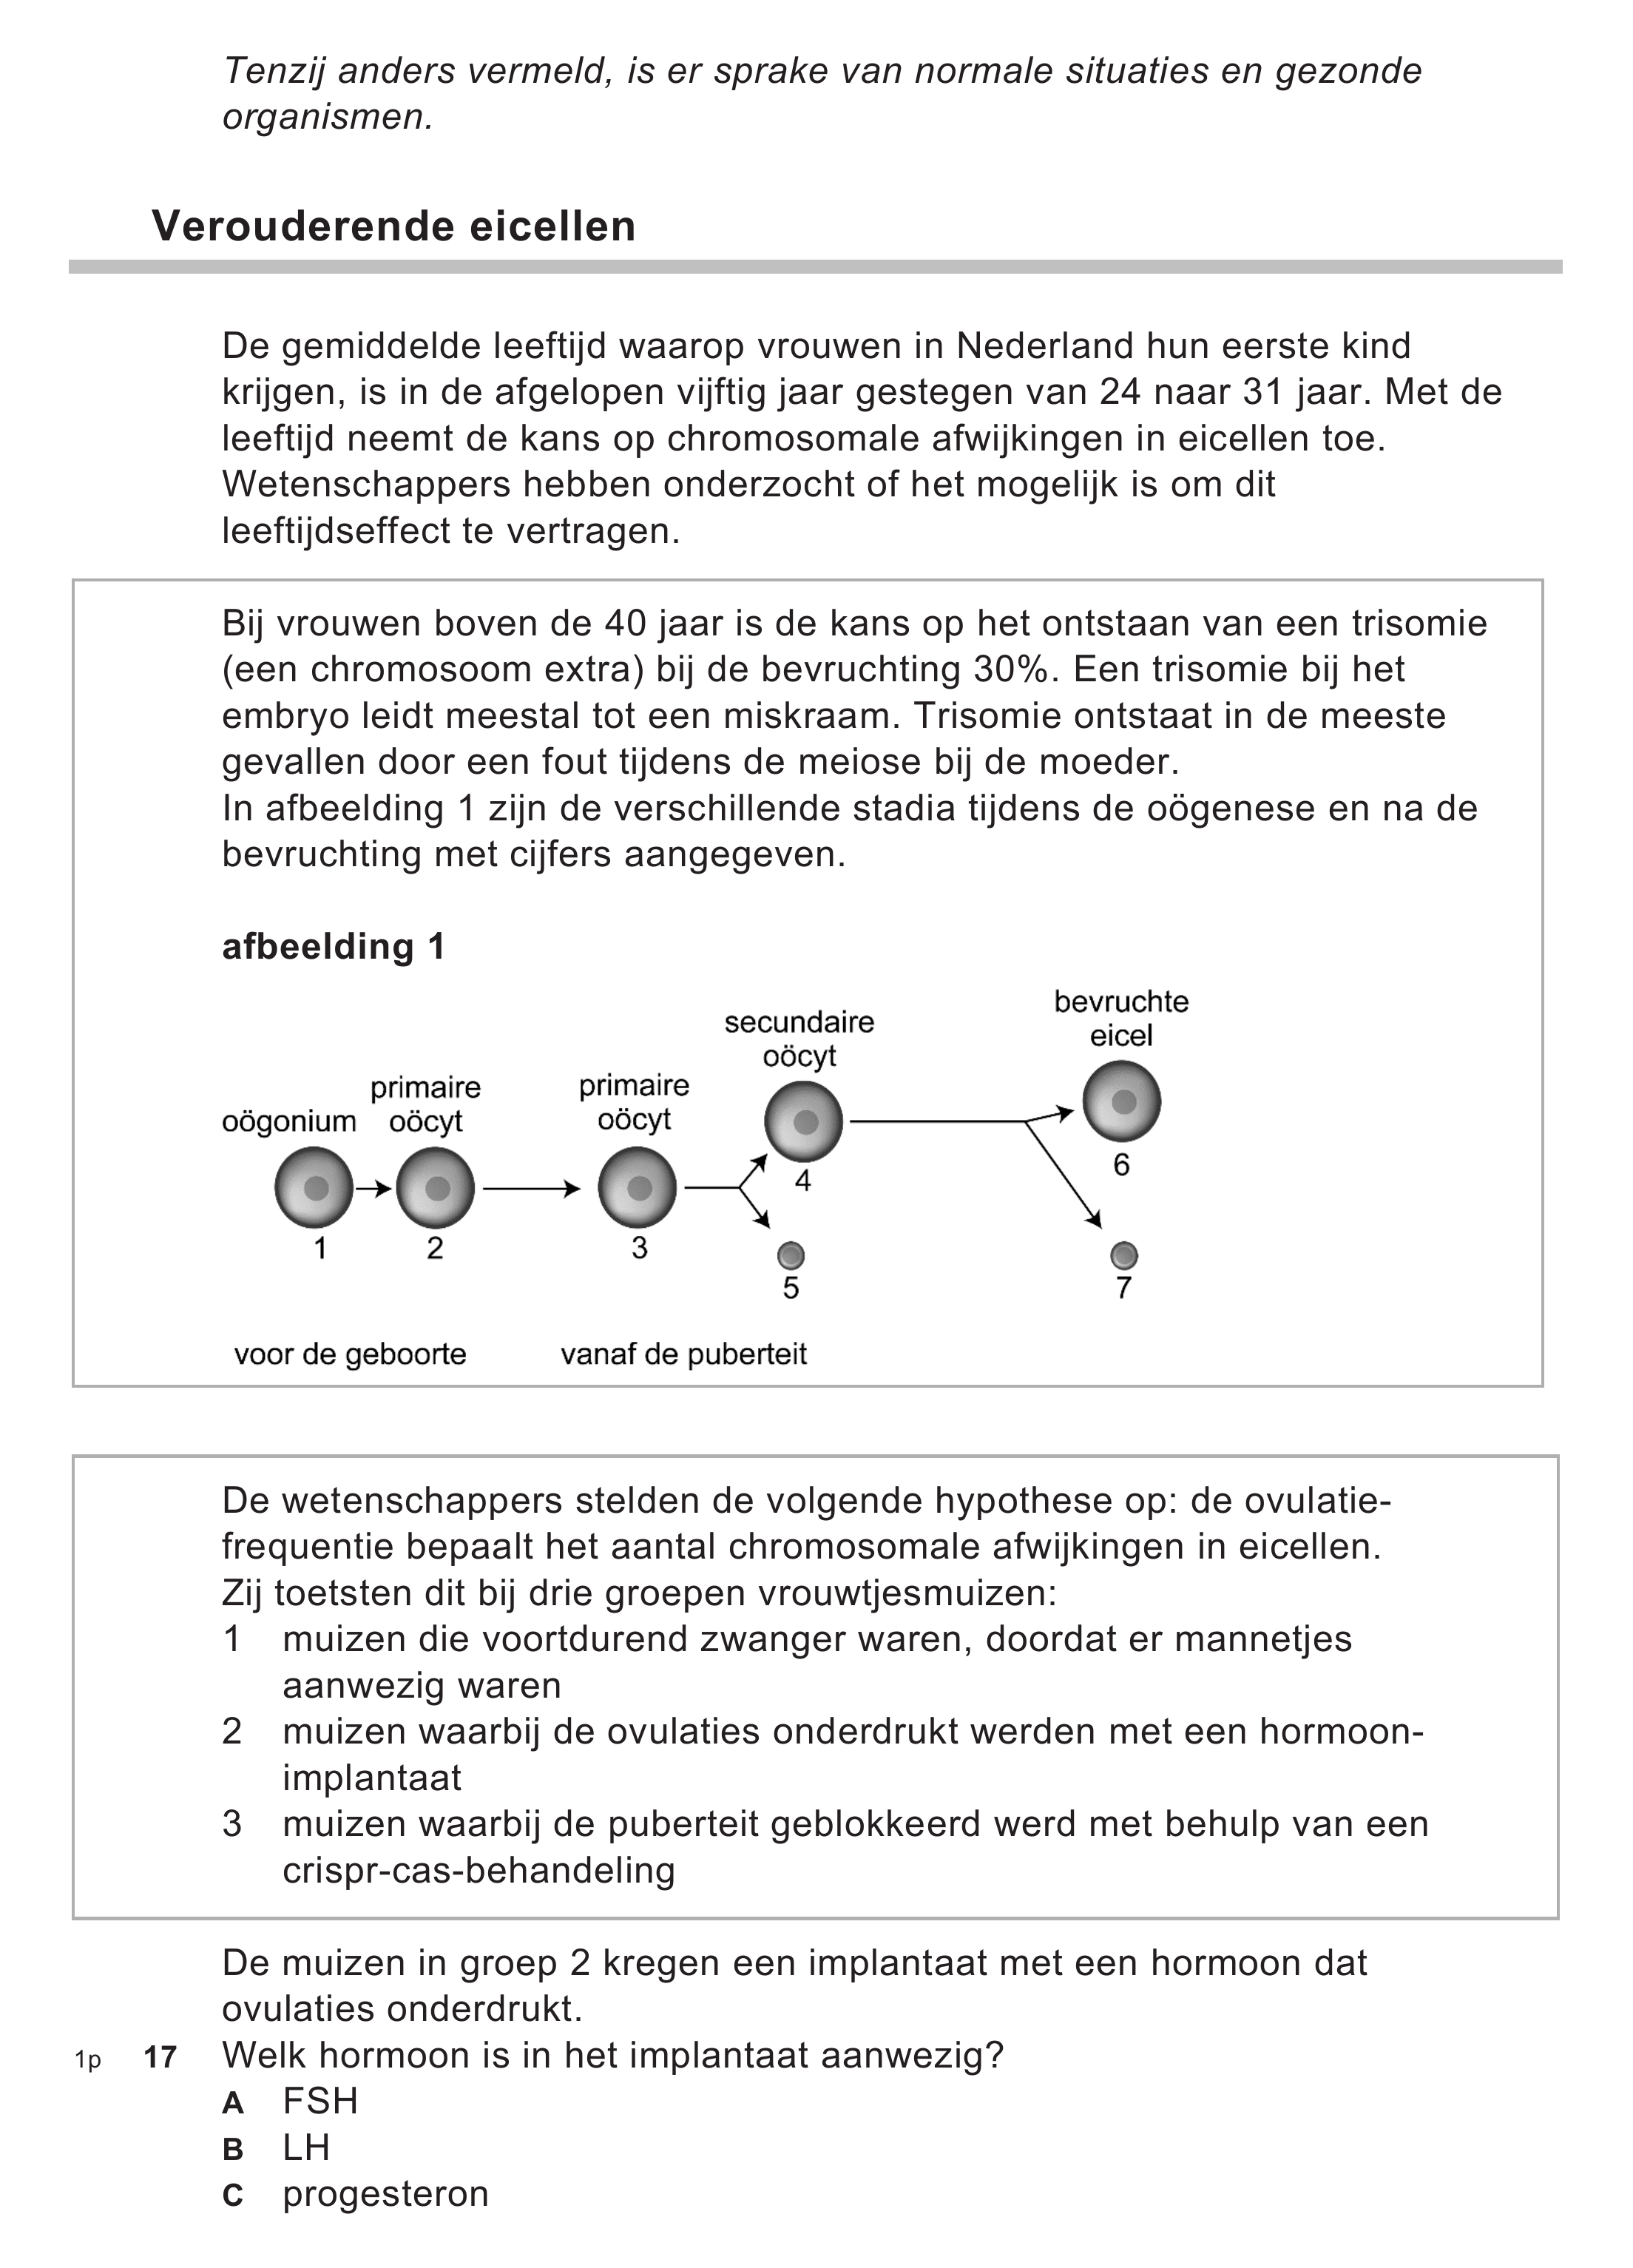 Tenzij anders vermeld, is er sprake van normale situaties en gezonde
organismen.
Verouderende eicellen
De gemiddelde leeftijd waarop vrouwen in Nederland hun eerste kind
krijgen, is in de afgelopen vijftig jaar gestegen van 24 naar 31 jaar. Met de
leeftijd neemt de kans op chromosomale afwijkingen in eicellen toe.
Wetenschappers hebben onderzocht of het mogelijk is om dit
leeftijdseffect te vertragen.
Bij vrouwen boven de 40 jaar is de kans op het ontstaan van een trisomie
(een chromosoom extra) bij de bevruchting 30%. Een trisomie bij het
embryo leidt meestal tot een miskraam. Trisomie ontstaat in de meeste
gevallen door een fout tijdens de meiose bij de moeder.
In afbeelding 1 zijn de verschillende stadia tijdens de oögenese en na de
bevruchting met cijfers aangegeven.
afbeelding 1
oögonium
1
primaire
oöcyt
2
primaire
oöcyt
3
secundaire
oöcyt
4
5
bevruchte
eicel
6
7
voor de geboorte
vanaf de puberteit
De wetenschappers stelden de volgende hypothese op: de ovulatie-
frequentie bepaalt het aantal chromosomale afwijkingen in eicellen.
Zij toetsten dit bij drie groepen vrouwtjesmuizen:
1 muizen die voortdurend zwanger waren, doordat er mannetjes
aanwezig waren
2 muizen waarbij de ovulaties onderdrukt werden met een hormoon-
implantaat
3 muizen waarbij de puberteit geblokkeerd werd met behulp van een
crispr-cas-behandeling
De muizen in groep 2 kregen een implantaat met een hormoon dat
ovulaties onderdrukt.
1p 17 Welk hormoon is in het implantaat aanwezig?
A FSH
B LH
C progesteron